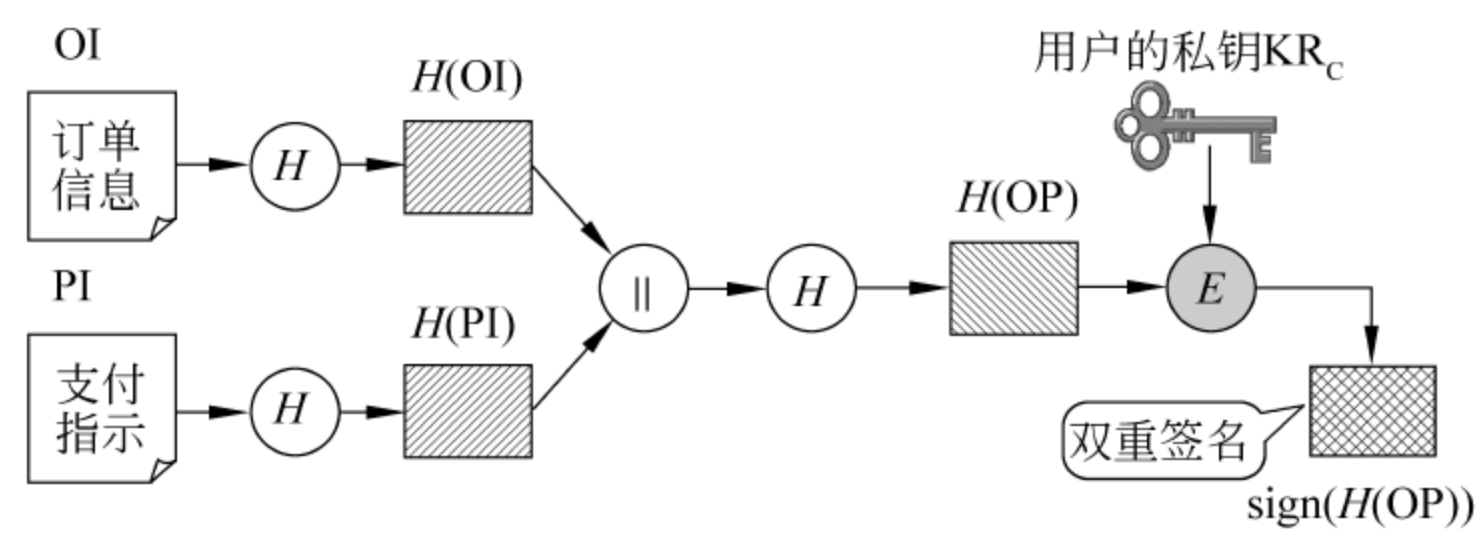 OI
订单
信息
H
H(OI)
PI
支付
指示
H
H(PI)
||
H
H(OP)
用户的私钥KR_C
E
双重签名
sign(H(OP))